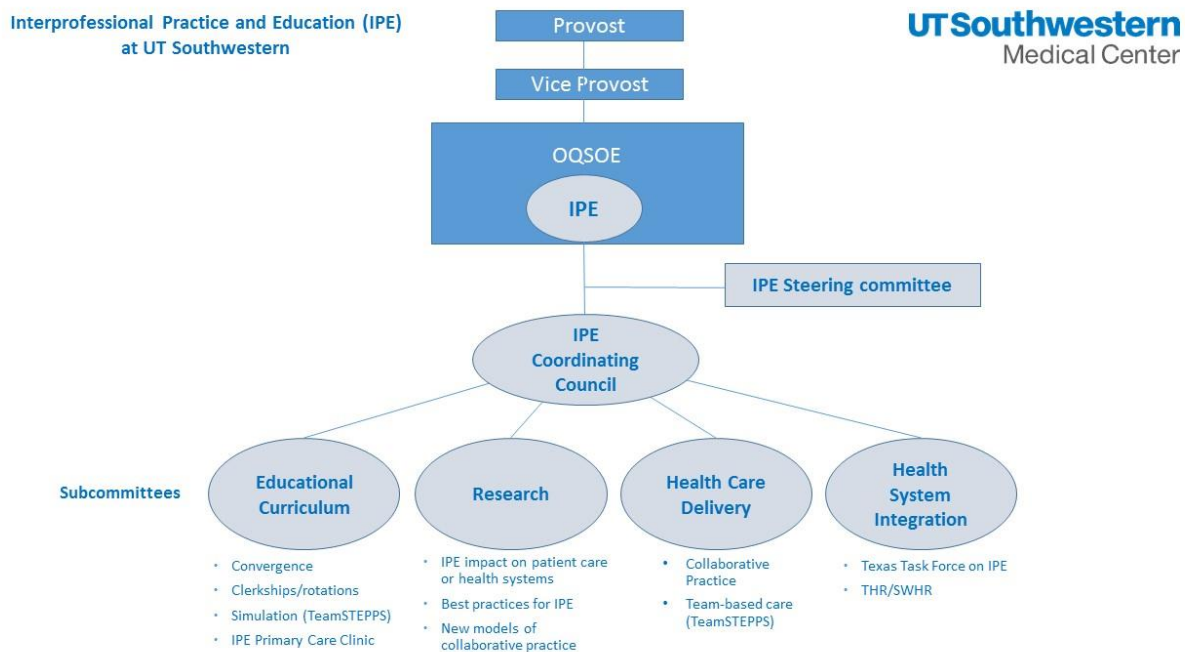 Interprofessional Practice and Education (IPE)
at UT Southwestern
Provost
UT Southwestern
Medical Center
Vice Provost
OQSOE
IPE
IPE Steering committee
IPE
Coordinating
Council
Subcommittees
Educational
Curriculum
Research
Health Care
Delivery
Health
System
Integration
• Convergence
• Clerkships/rotations
• Simulation (TeamSTEPPS)
• IPE Primary Care Clinic
• IPE impact on patient care
or health systems
• Best practices for IPE
• New models of
collaborative practice
• Collaborative
Practice
• Team-based care
(TeamSTEPPS)
• Texas Task Force on IPE
• THR/SWHR